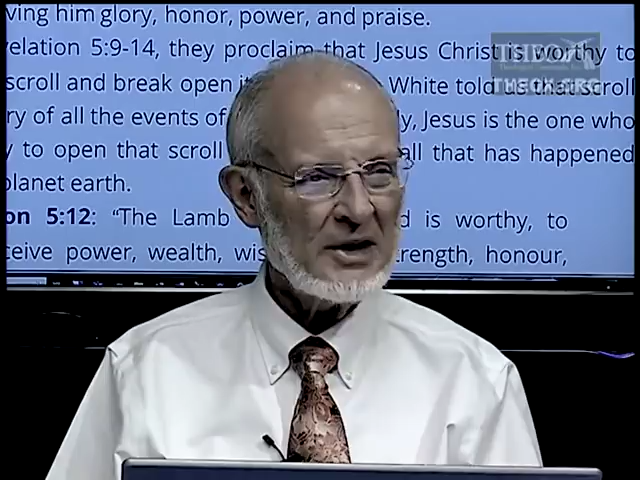 ving him glory, honor, power, and praise.
velation 5:9-14, they proclaim that Jesus Christ is worthy to
scroll and break open it White told us that scroll
ry of all the events of y, Jesus is the one who
y to open that scroll all that has happened
planet earth.
on 5:12: “The Lamb d is worthy, to
ceive power, wealth, wis trength, honour,